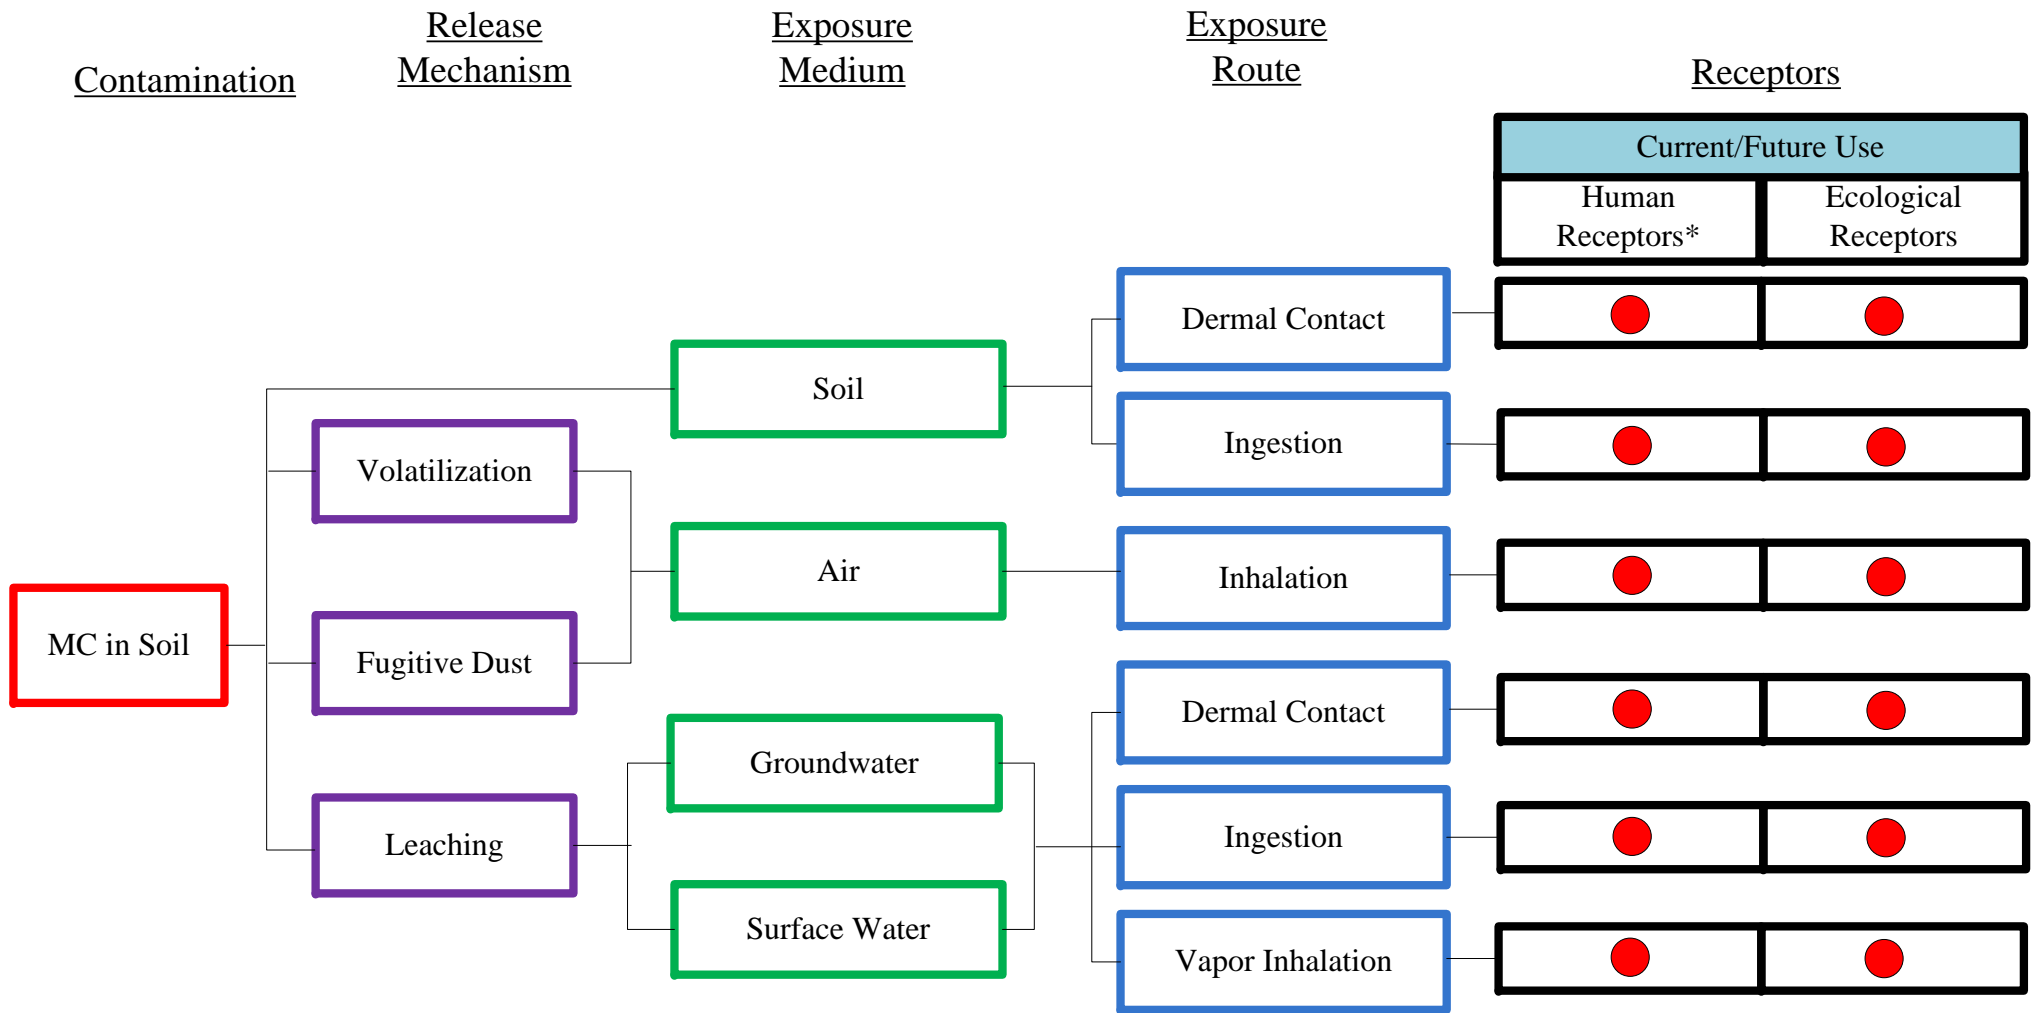 Contamination
Release
Mechanism
Exposure
Medium
Exposure
Route
Receptors
Current/Future Use
Human
Receptors*
Ecological
Receptors
Dermal Contact
Soil
Ingestion
Volatilization
Air
Inhalation
MC in Soil
Fugitive Dust
Dermal Contact
Groundwater
Leaching
Ingestion
Surface Water
Vapor Inhalation